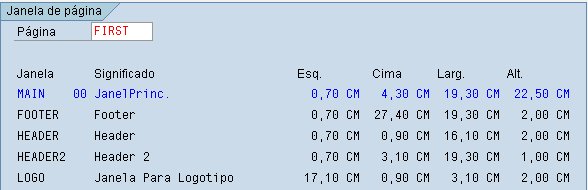 Janela de página
Página FIRST
Janela Significado Esq. Cima Larg. Alt.
MAIN 00 JanelPrinc. 0,70 CM 4,30 CM 19,30 CM 22,50 CM
FOOTER Footer 0,70 CM 27,40 CM 19,30 CM 2,00 CM
HEADER Header 0,70 CM 0,90 CM 16,10 CM 2,00 CM
HEADER2 Header 2 0,70 CM 3,10 CM 19,30 CM 1,00 CM
LOGO Janela Para Logotipo 17,10 CM 0,90 CM 3,10 CM 2,00 CM